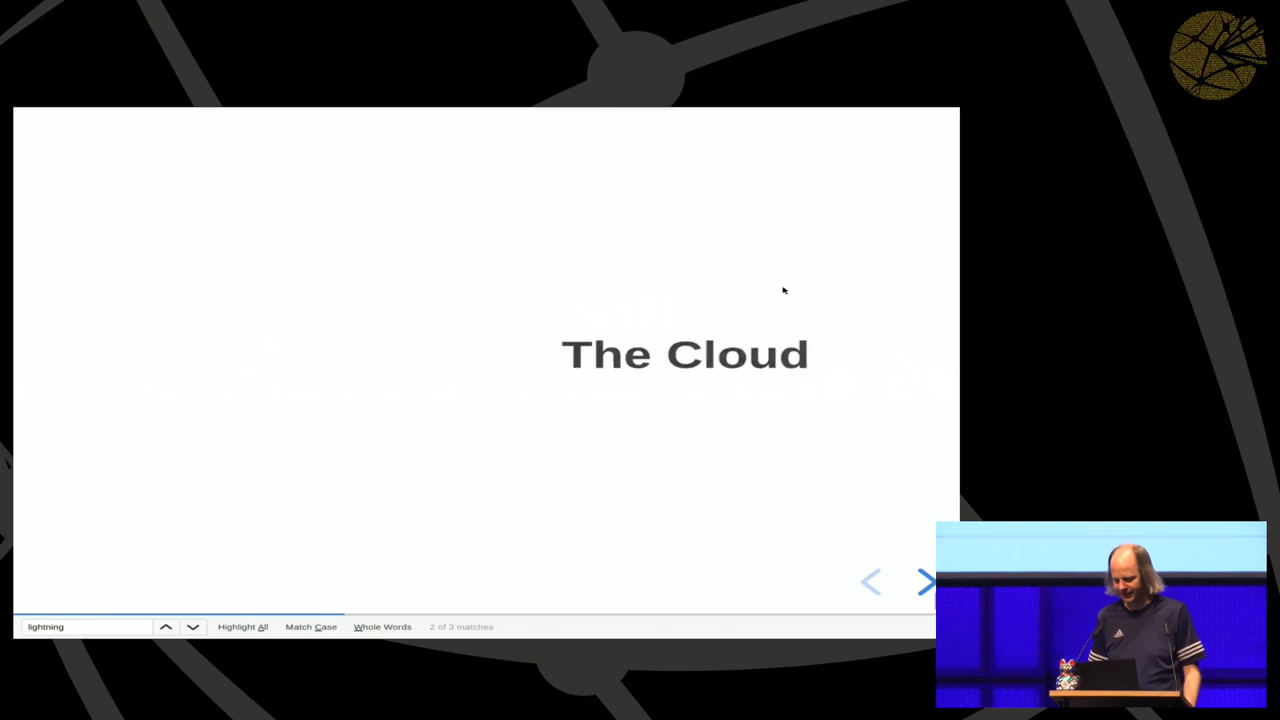 The Cloud
lightning
Highlight All
Match Case
Whole Words
2 of 3 matches